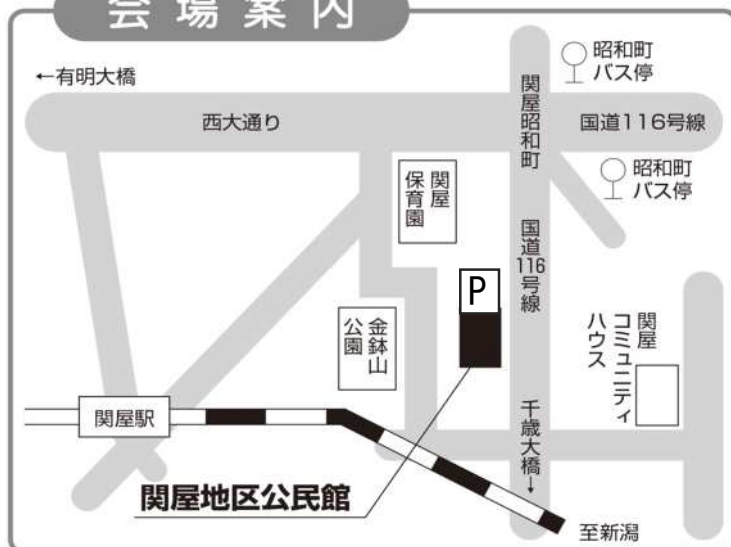 会場案内
←有明大橋
西大通り
関屋昭和町
昭和町
バス停
国道116号線
昭和町
バス停
関屋
保育園
国道116号線
P
金鉢山
公園
関屋
コミュニティ
ハウス
関屋駅
千歳大橋→
関屋地区公民館
至新潟